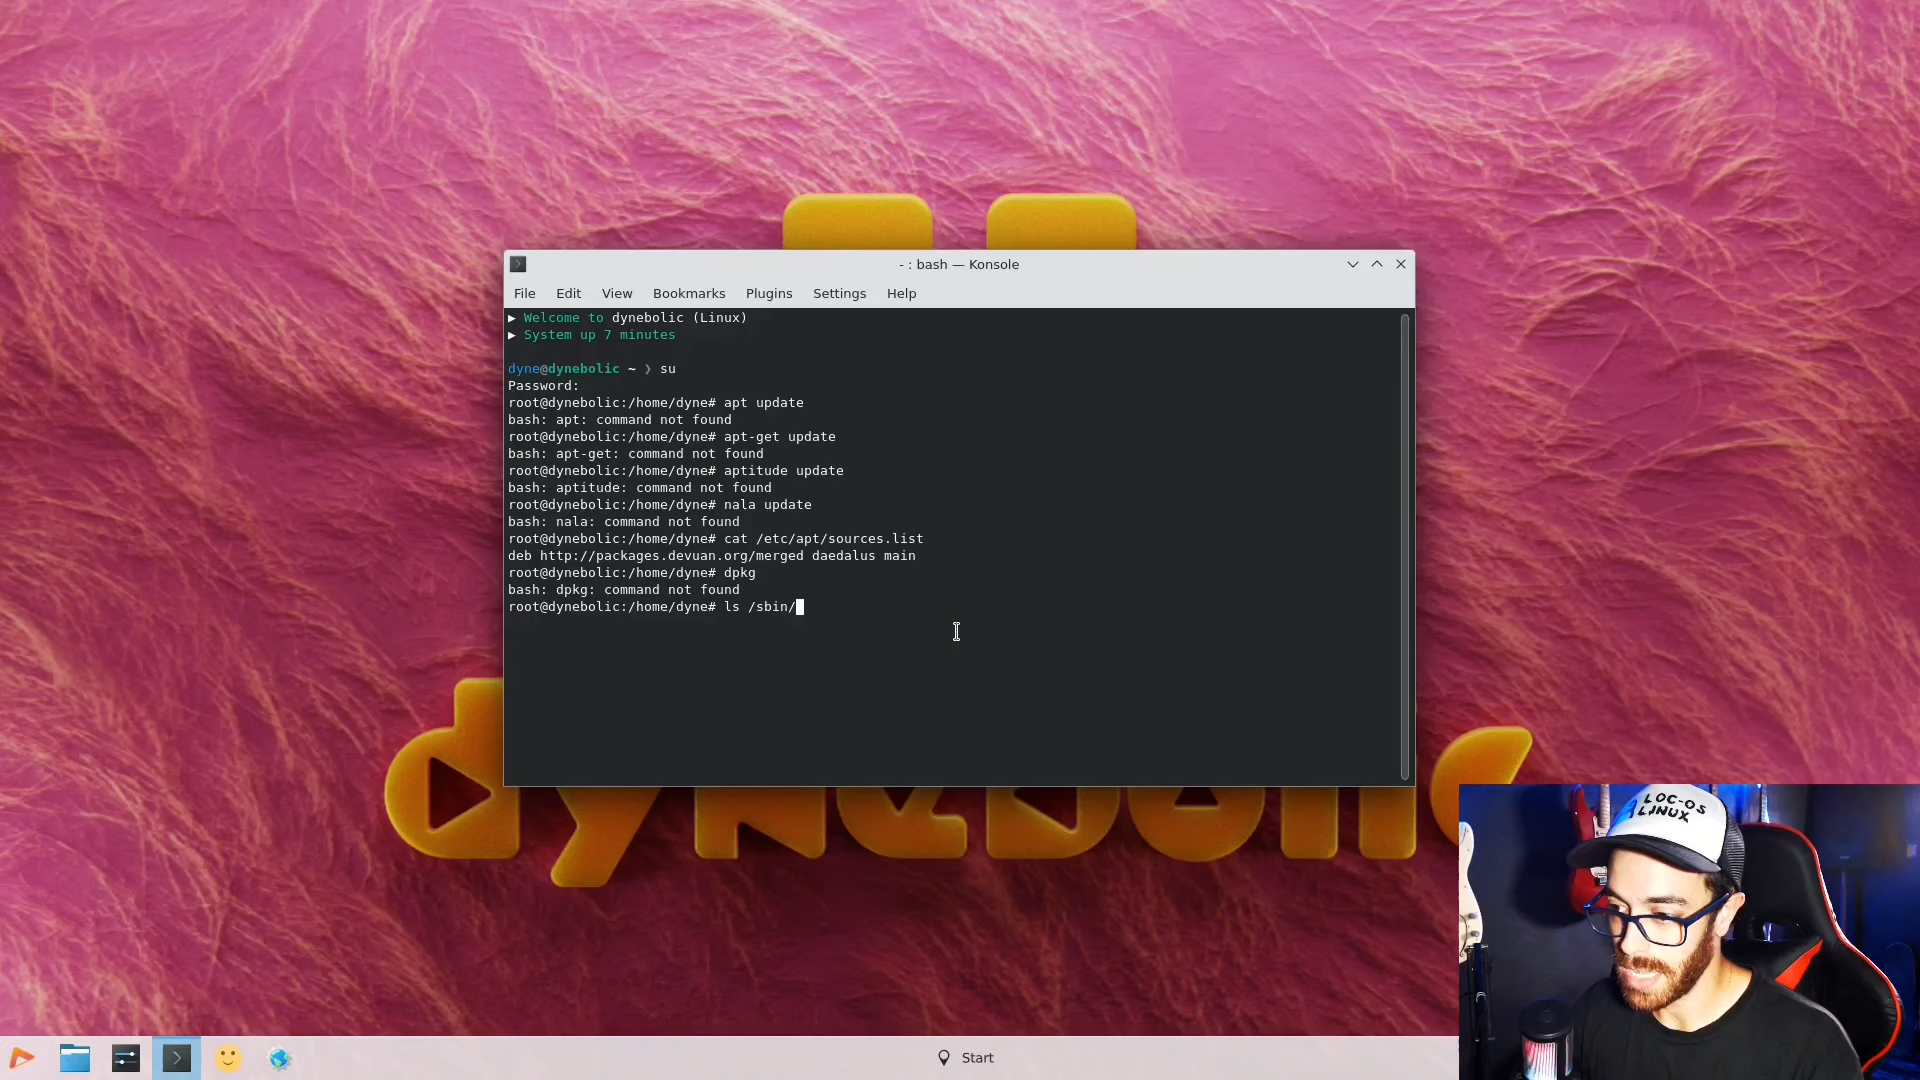 - : bash — Konsole
File Edit View Bookmarks Plugins Settings Help
▶ Welcome to dynebolic (Linux)
▶ System up 7 minutes
dyne@dynebolic ~ ❯ su
Password:
root@dynebolic:/home/dyne# apt update
bash: apt: command not found
root@dynebolic:/home/dyne# apt-get update
bash: apt-get: command not found
root@dynebolic:/home/dyne# aptitude update
bash: aptitude: command not found
root@dynebolic:/home/dyne# nala update
bash: nala: command not found
root@dynebolic:/home/dyne# cat /etc/apt/sources.list
deb http://packages.devuan.org/merged daedalus main
root@dynebolic:/home/dyne# dpkg
bash: dpkg: command not found
root@dynebolic:/home/dyne# ls /sbin/
dynebolic
LOC-OS
LINUX
Start